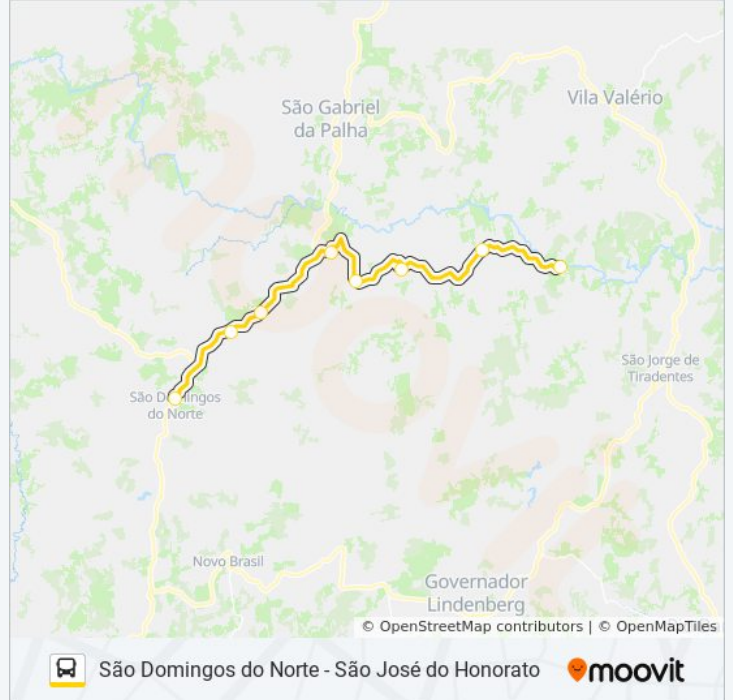 São Gabriel
da Palha
Vila Valério
São Jorge de
Tiradentes
São Domingos
do Norte
Novo Brasil
Governador
Lindenberg
© OpenStreetMap contributors | © OpenMapTiles
São Domingos do Norte - São José do Honorato
moovit